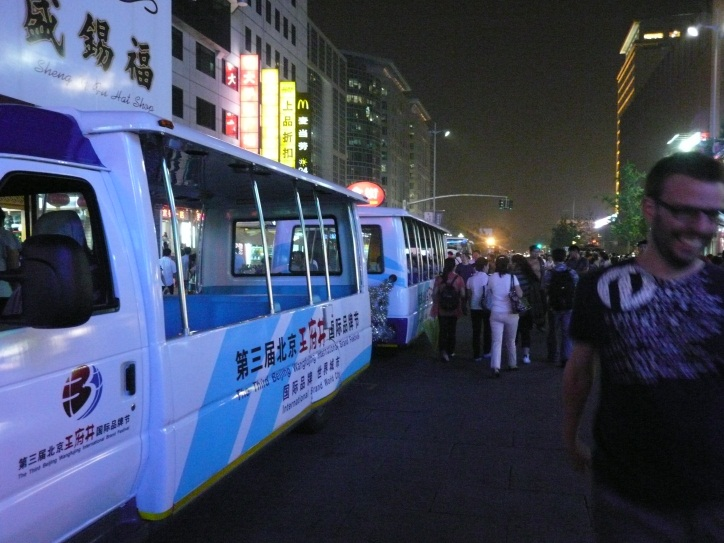 盛錫福
Sheng Xi Fu Hat Shop
上品折扣
麦当劳
第三届北京王府井国际品牌节
The Third Beijing Wangfujing International Brand Festival
国际品牌 世界城市
International Brand, World City
B
第三届北京王府井国际品牌节
The Third Beijing Wangfujing International Brand Festival